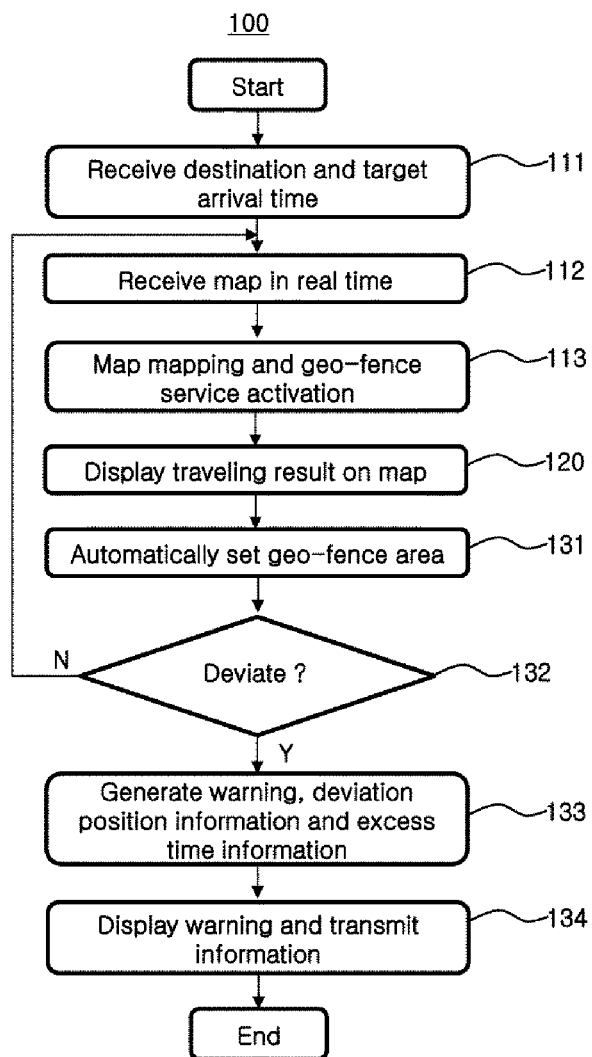 100
Start
Receive destination and target
arrival time
111
Receive map in real time
112
Map mapping and geo-fence
service activation
113
Display traveling result on map
120
Automatically set geo-fence area
131
Deviate ?
132
N
Y
Generate warning, deviation
position information and excess
time information
133
Display warning and transmit
information
134
End